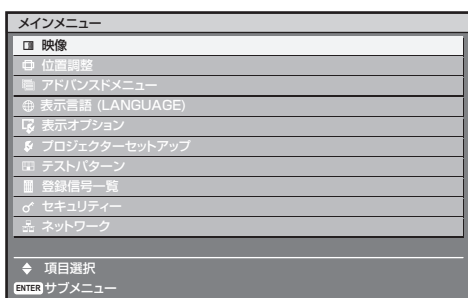 メインメニュー
映像
位置調整
アドバンスドメニュー
表示言語 (LANGUAGE)
表示オプション
プロジェクターセットアップ
テストパターン
登録信号一覧
セキュリティー
ネットワーク
項目選択
ENTER サブメニュー